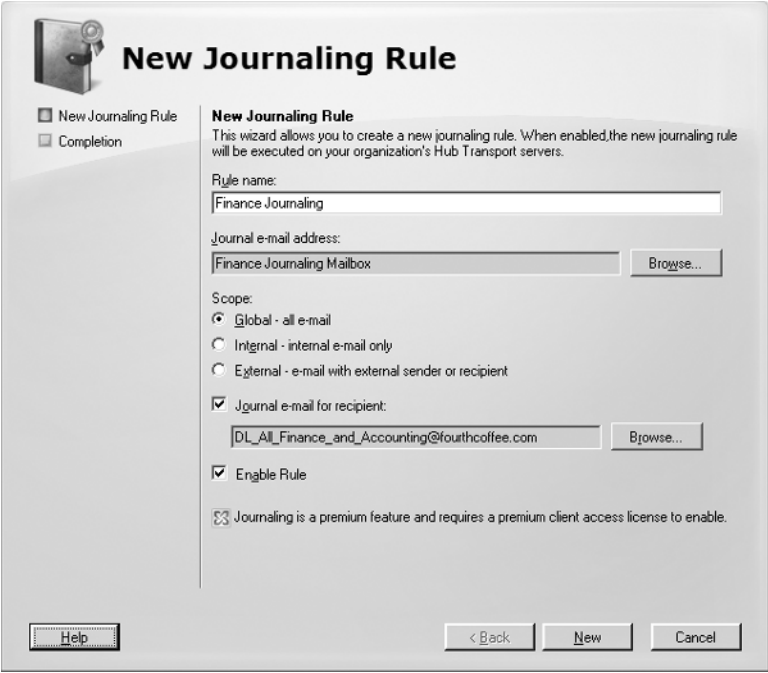 New Journaling Rule
New Journaling Rule
Completion
New Journaling Rule
This wizard allows you to create a new journaling rule. When enabled,the new journaling rule
will be executed on your organization's Hub Transport servers.
Rule name:
Finance Journaling
Journal e-mail address:
Finance Journaling Mailbox
Browse...
Scope:
Global - all e-mail
Internal - internal e-mail only
External - e-mail with external sender or recipient
Journal e-mail for recipient:
DL_All_Finance_and_Accounting@fourthcoffee.com
Browse...
Enable Rule
Journaling is a premium feature and requires a premium client access license to enable.
Help
< Back
New
Cancel